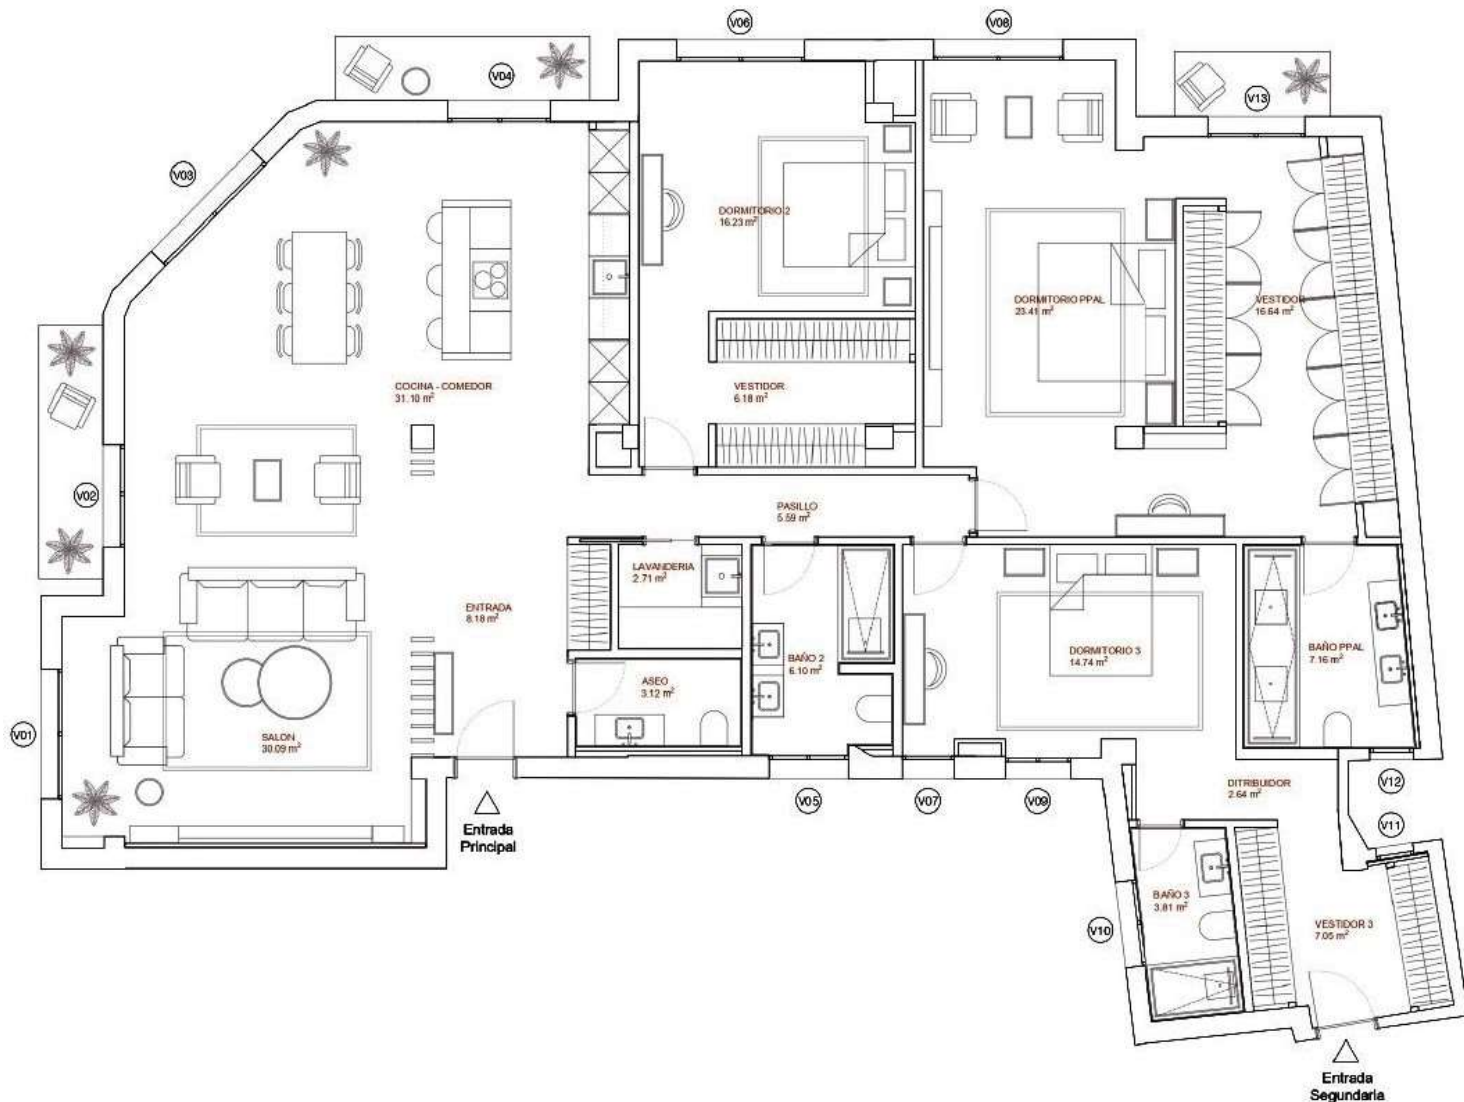 V06
V08
V04
V13
V03
DORMITORIO 2
16.23 m²
DORMITORIO PPAL
23.41 m²
VESTIDOR
16.64 m²
COCINA - COMEDOR
31.10 m²
VESTIDOR
6.18 m²
V02
PASILLO
5.59 m²
LAVANDERIA
2.71 m²
ENTRADA
8.18 m²
BAÑO 2
6.10 m²
DORMITORIO 3
14.74 m²
BAÑO PPAL
7.16 m²
ASEO
3.12 m²
V01
SALON
30.09 m²
DITRIBUIDOR
2.64 m²
V12
V05
V07
V09
V11
Entrada
Principal
BAÑO 3
3.81 m²
V10
VESTIDOR 3
7.05 m²
Entrada
Segundaria